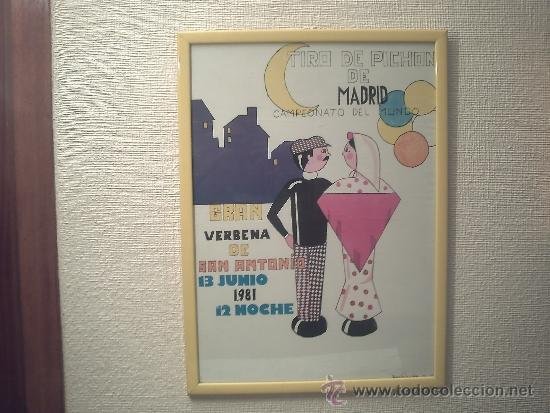 TIRO DE PICHON
DE
MADRID
CAMPEONATO DEL MUNDO
GRAN
VERBENA
DE
SAN ANTONIO
13 JUNIO
1981
12 NOCHE
www.todocoleccion.net